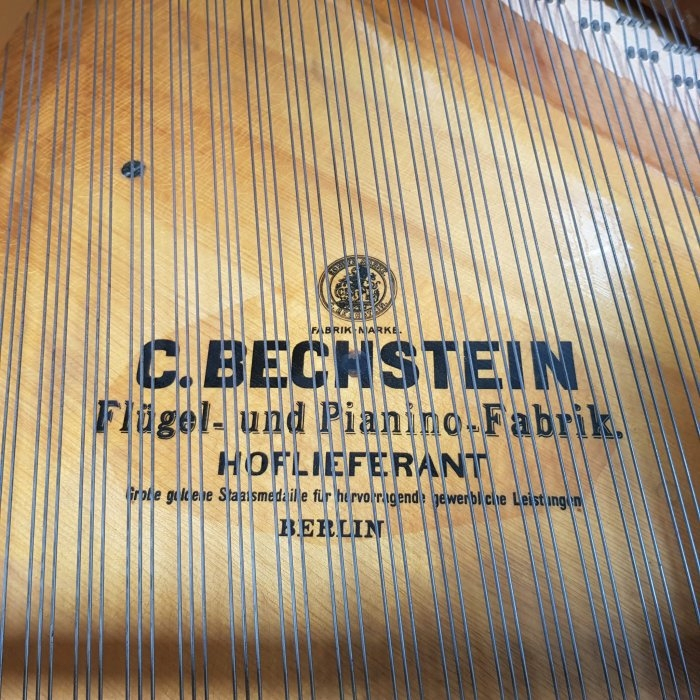 FABRIK-MARKE.
C. BECHSTEIN
Flügel- und Pianino-Fabrik.
HOFLIEFERANT
Große goldene Staatsmedaille für hervorragende gewerbliche Leistungen
BERLIN